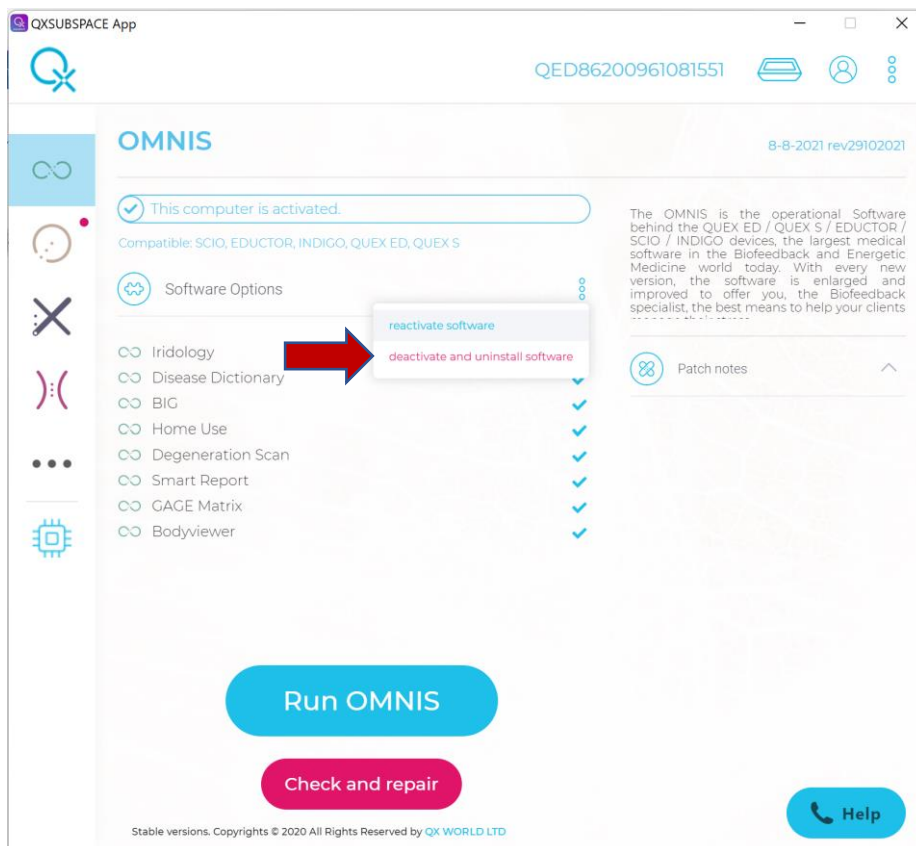 QXSUBSPACE App
QED86200961081551
OMNIS
8-8-2021 rev29102021
This computer is activated.
Compatible: SCIO, EDUCTOR, INDIGO, QUEX ED, QUEX S
Software Options
reactivate software
deactivate and uninstall software
Iridology
Disease Dictionary
BIG
Home Use
Degeneration Scan
Smart Report
GAGE Matrix
Bodyviewer
The OMNIS is the operational Software
behind the QUEX ED / QUEX S / EDUCTOR /
SCIO / INDIGO devices, the largest medical
software in the Biofeedback and Energetic
Medicine world today. With every new
version, the software is enlarged and
improved to offer you, the Biofeedback
specialist, the best means to help your clients
Patch notes
Run OMNIS
Check and repair
Help
Stable versions. Copyrights © 2020 All Rights Reserved by QX WORLD LTD